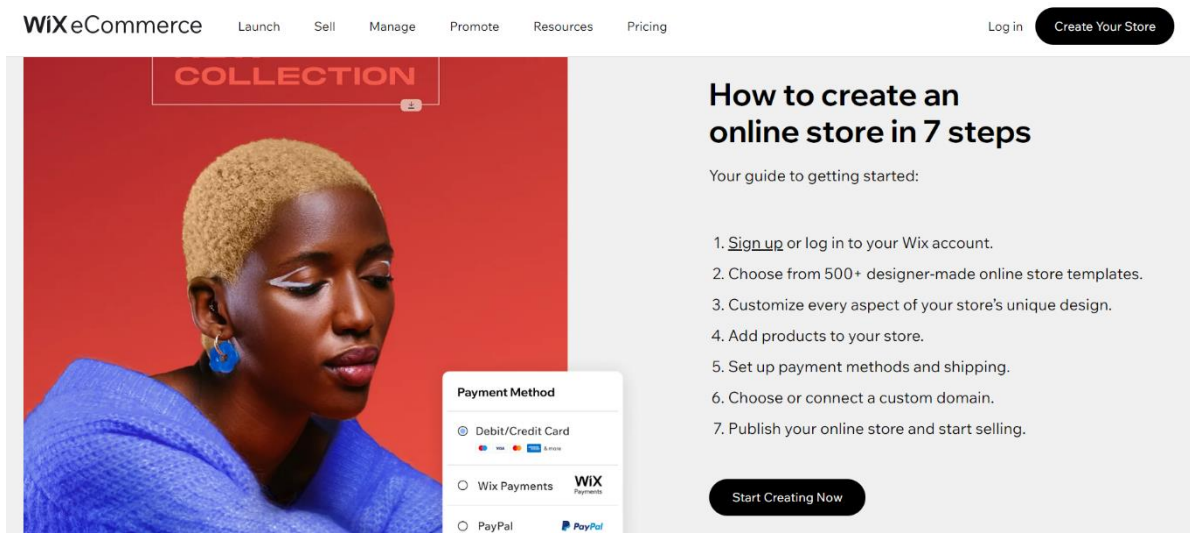 WiX eCommerce Launch Sell Manage Promote Resources Pricing Log in Create Your Store
COLLECTION
How to create an
online store in 7 steps
Your guide to getting started:
1. Sign up or log in to your Wix account.
2. Choose from 500+ designer-made online store templates.
3. Customize every aspect of your store's unique design.
4. Add products to your store.
5. Set up payment methods and shipping.
6. Choose or connect a custom domain.
7. Publish your online store and start selling.
Start Creating Now
Payment Method
Debit/Credit Card
VISA & more
Wix Payments WiX
Payments
PayPal PayPal